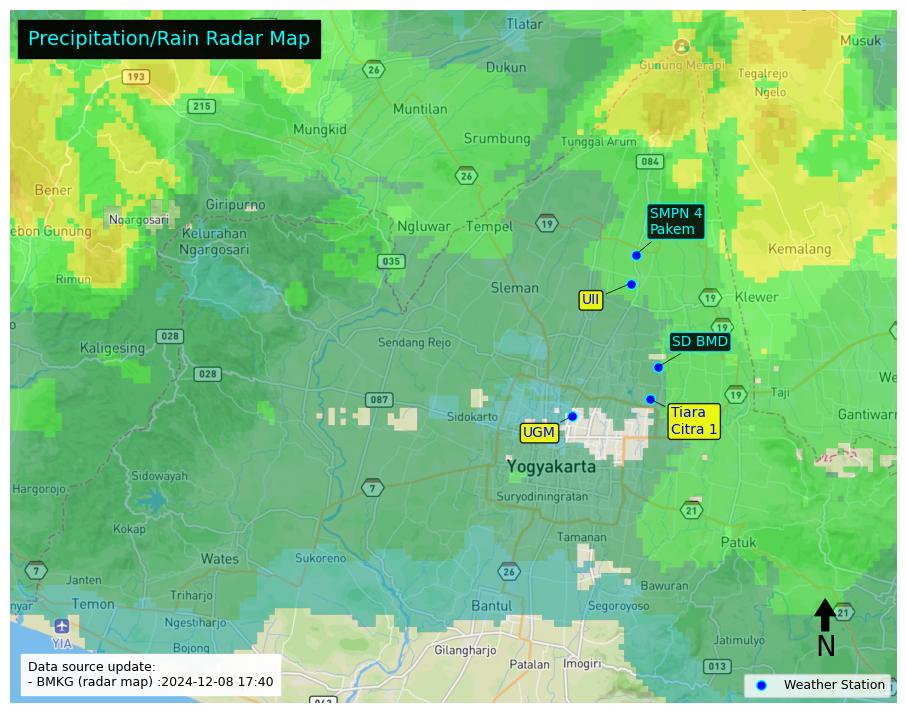 Precipitation/Rain Radar Map
Tlatar
Musuk
193
26
Dukun
Gunung Merapi
Tegalrejo
Ngelo
215
Muntilan
Mungkid
Srumbung
Tunggal Arum
084
26
Bener
Giripurno
Ngargosari
SMPN 4
Pakem
ebon Gunung
Kelurahan
Ngargosari
Ngluwar
Tempel
19
Kemalang
035
Rimun
Sleman
UII
19
Klewer
19
028
Kaligesing
Sendang Rejo
SD BMD
028
087
Sidokarto
19
Taji
We
Tiara
Citra 1
Gantiwar
UGM
Yogyakarta
Sidowayah
Hargorojo
7
Suryodiningratan
21
Kokap
Tamanan
Patuk
Wates
Sukoreno
7
26
Janten
Bawuran
nyar
Temon
Triharjo
Bantul
Segoroyoso
21
Ngestiharjo
YIA
Bojong
Jatimulyo
N
Gilangharjo
Patalan
Imogiri
013
Data source update:
- BMKG (radar map) :2024-12-08 17:40
Weather Station